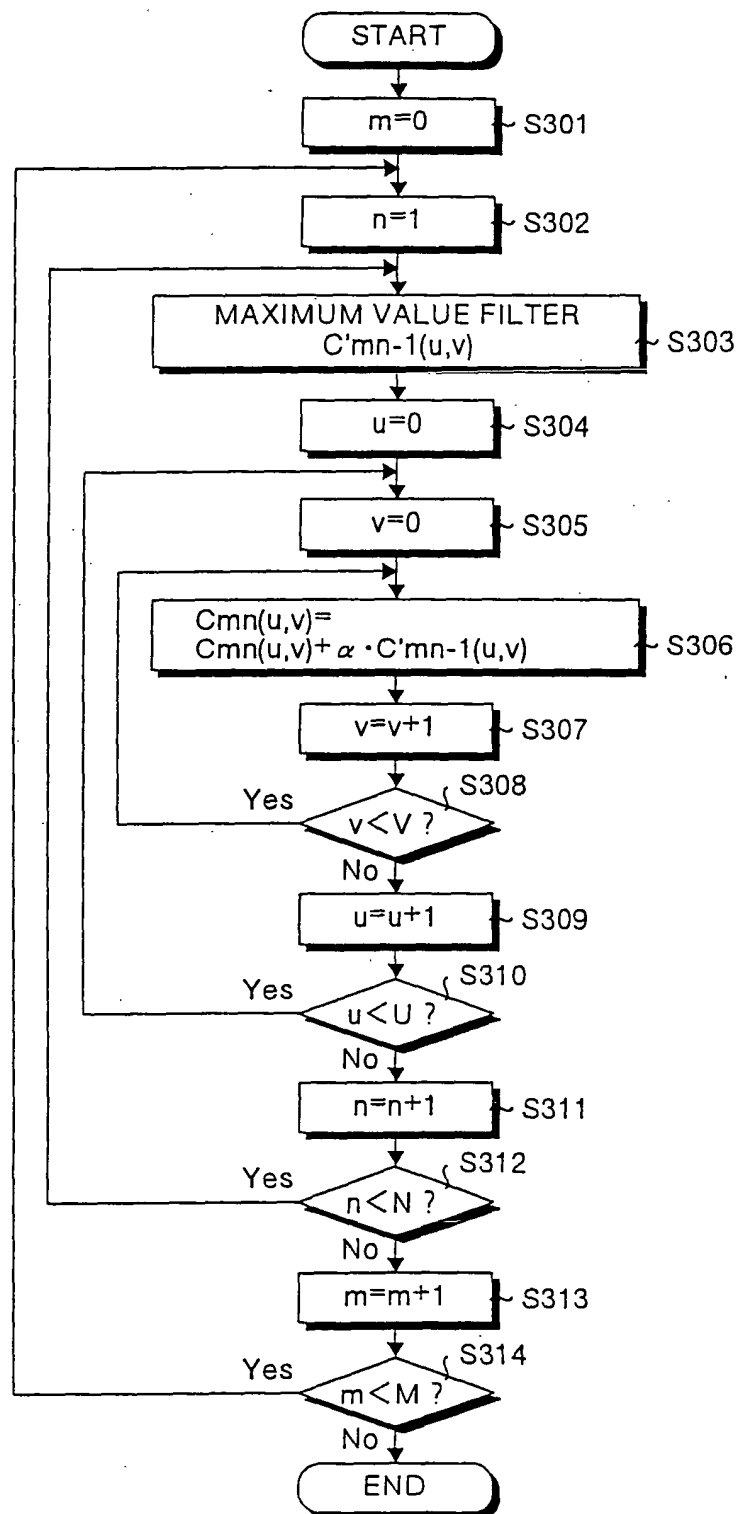 START
m=0
S301
n=1
S302
MAXIMUM VALUE FILTER
C'mn-1(u,v)
S303
u=0
S304
v=0
S305
Cmn(u,v)=
Cmn(u,v)+α·C'mn-1(u,v)
S306
v=v+1
S307
S308
Yes
v<V ?
No
u=u+1
S309
S310
Yes
u<U ?
No
n=n+1
S311
S312
Yes
n<N ?
No
m=m+1
S313
S314
Yes
m<M ?
No
END